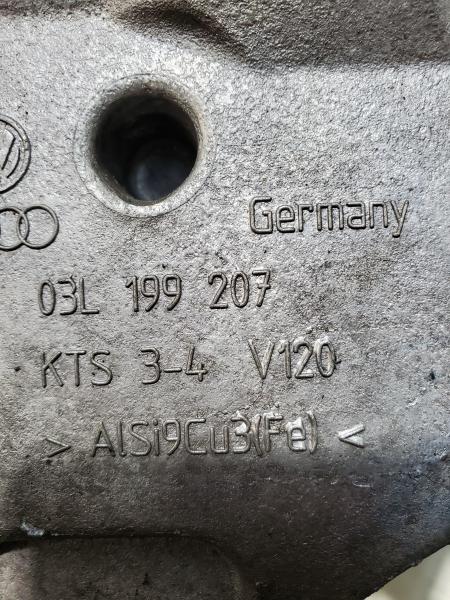 Germany
03L 199 207
KTS 3-4 V120
> AlSi9Cu3(Fe) <